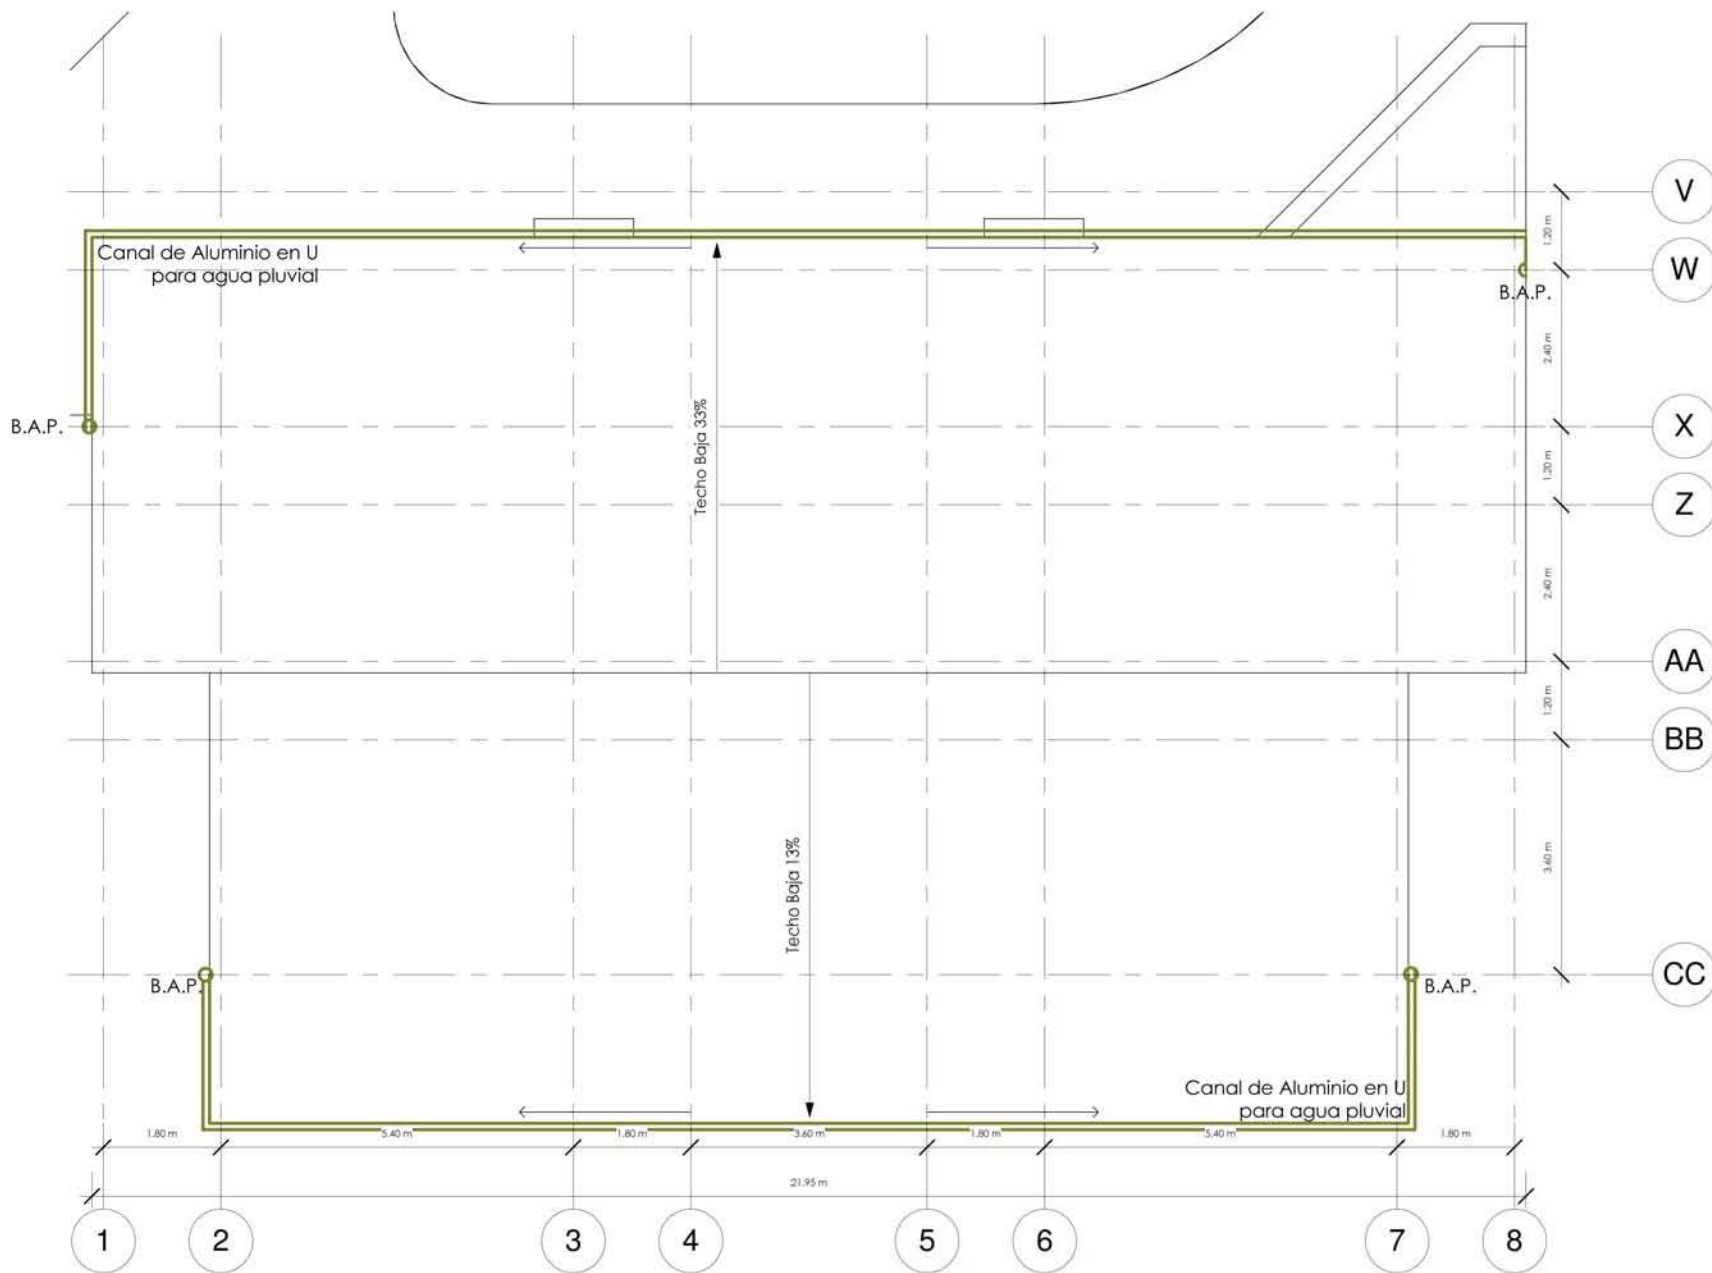 V
1.20 m
Canal de Aluminio en U
para agua pluvial
W
B.A.P.
2.40 m
B.A.P.
X
Techo Baja 33%
1.20 m
Z
2.40 m
AA
1.20 m
BB
3.60 m
Techo Baja 13%
CC
B.A.P.
B.A.P.
Canal de Aluminio en U
para agua pluvial
1.80 m 5.40 m 1.80 m 3.60 m 1.80 m 5.40 m 1.80 m
21.95 m
1 2 3 4 5 6 7 8